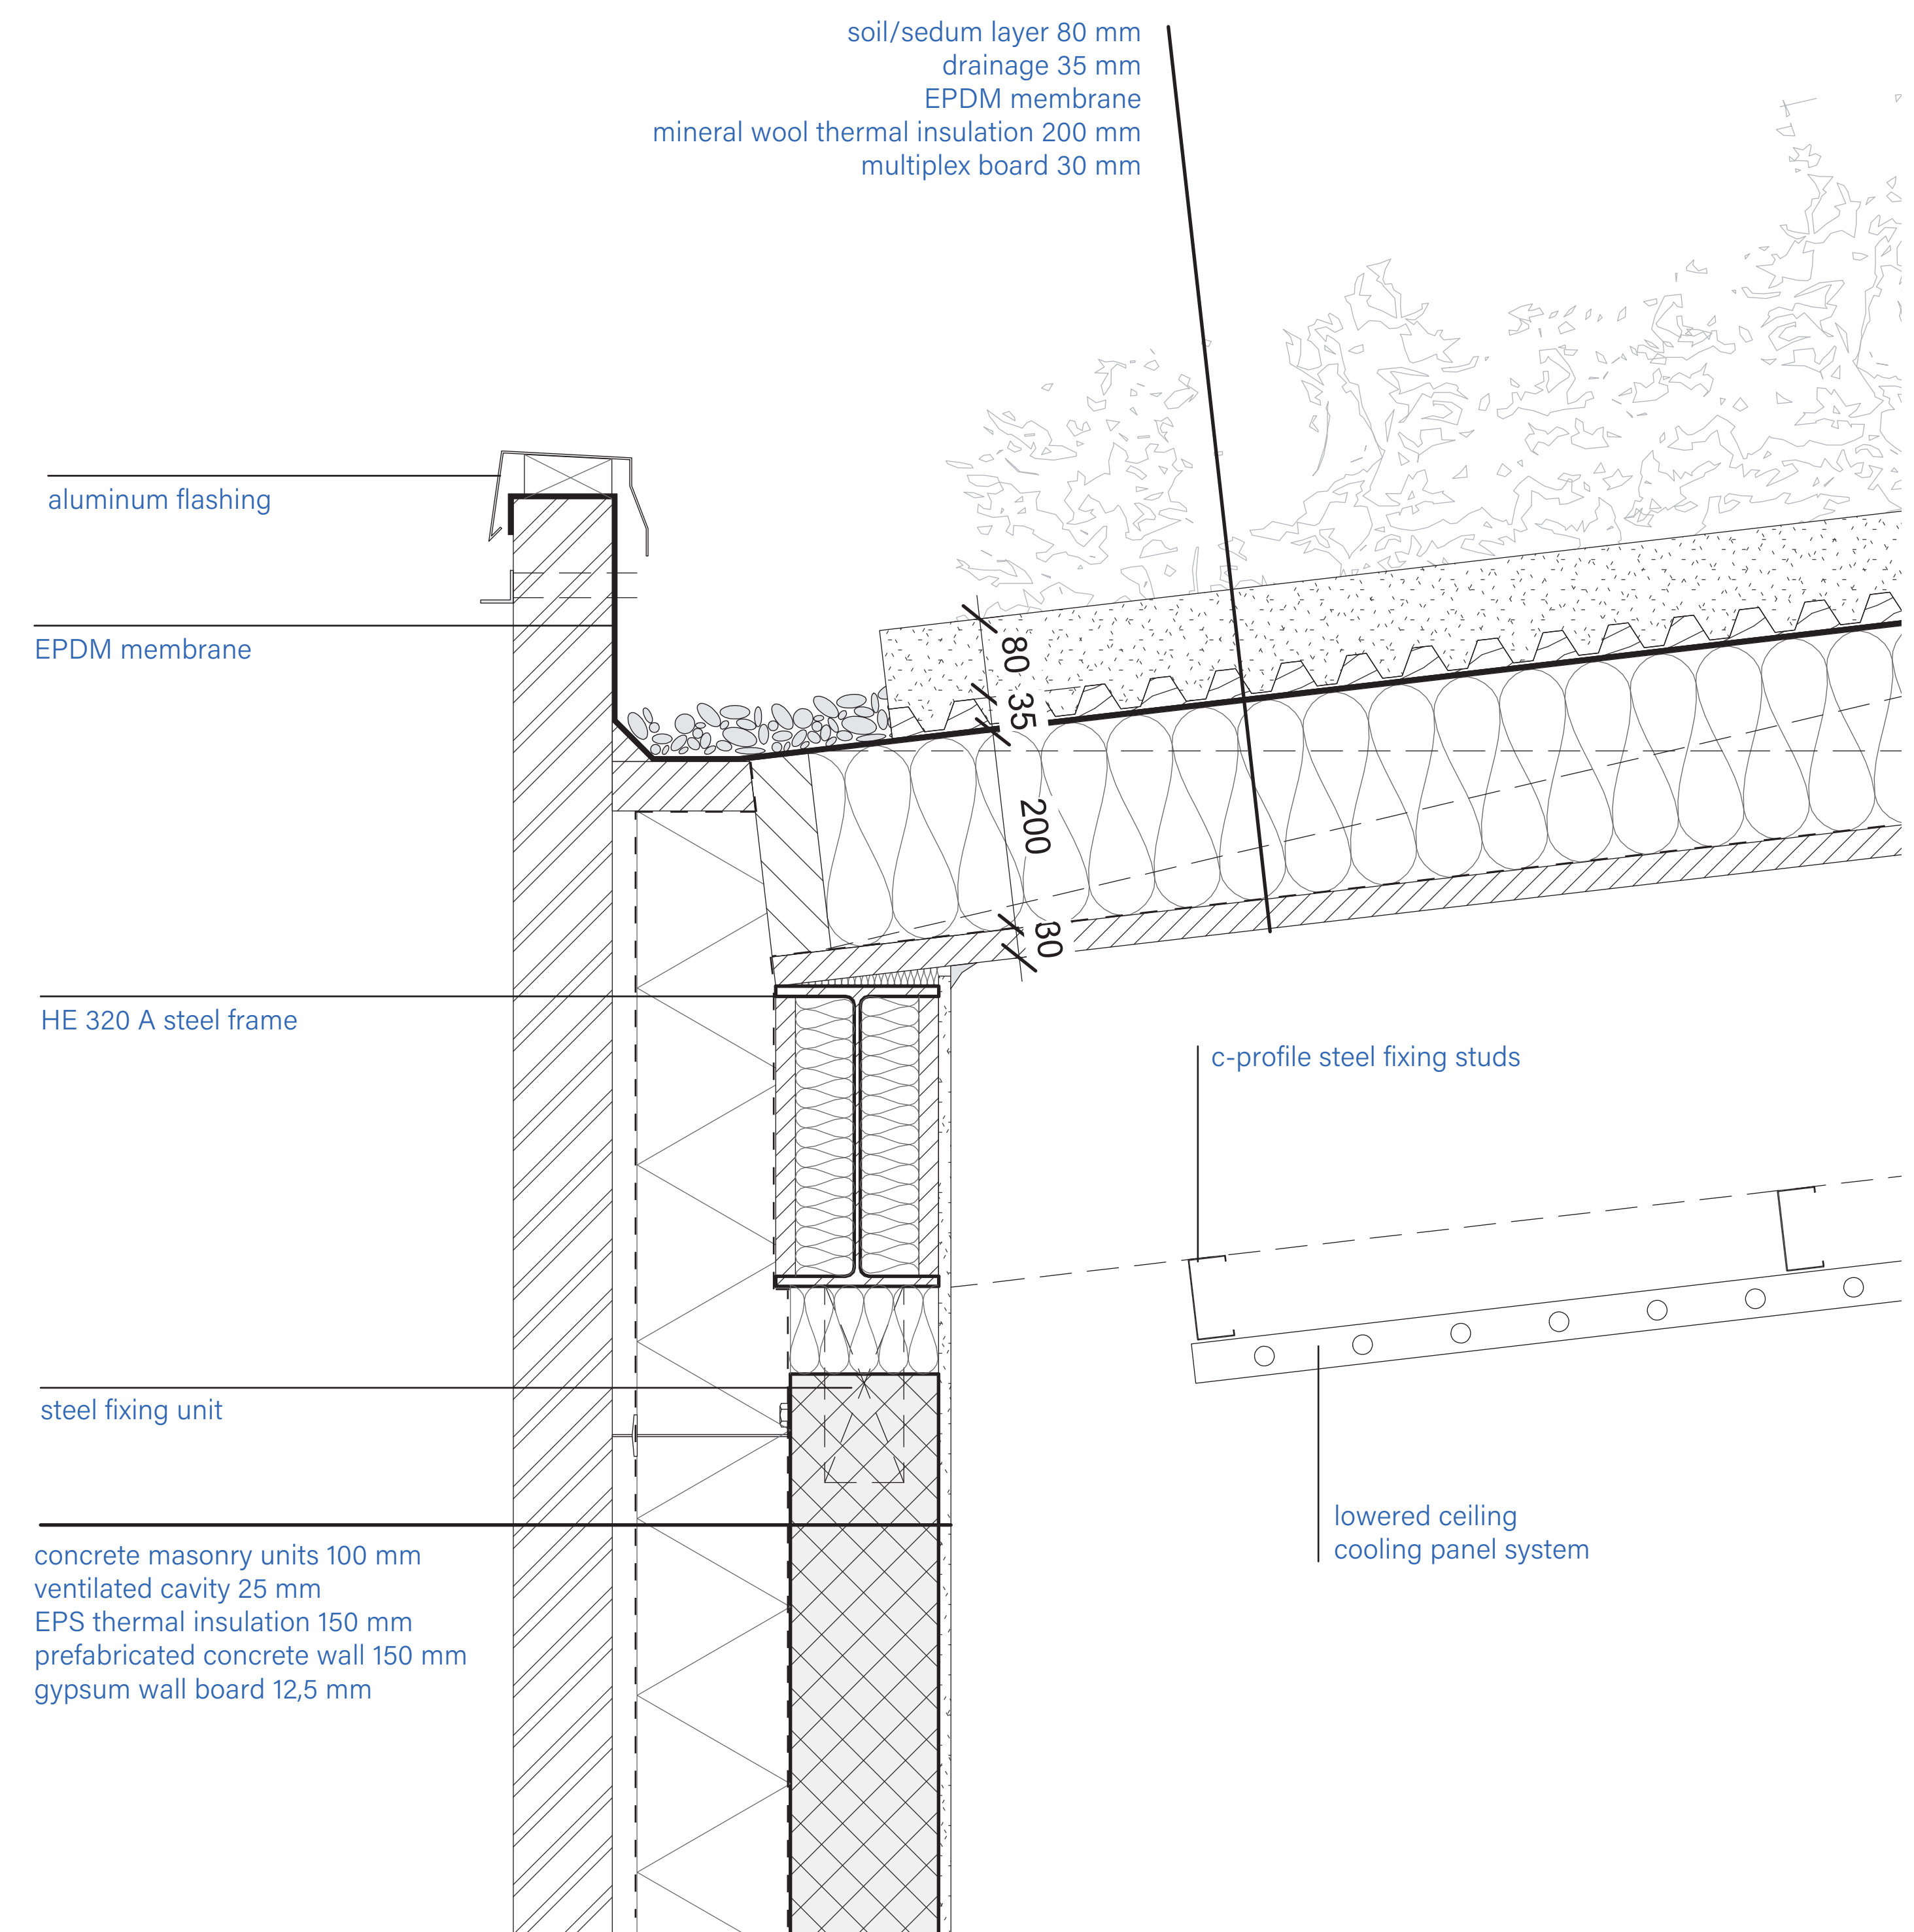 soil/sedum layer 80 mm
drainage 35 mm
EPDM membrane
mineral wool thermal insulation 200 mm
multiplex board 30 mm
aluminum flashing
EPDM membrane
80
35
200
30
HE 320 A steel frame
c-profile steel fixing studs
steel fixing unit
lowered ceiling
cooling panel system
concrete masonry units 100 mm
ventilated cavity 25 mm
EPS thermal insulation 150 mm
prefabricated concrete wall 150 mm
gypsum wall board 12,5 mm